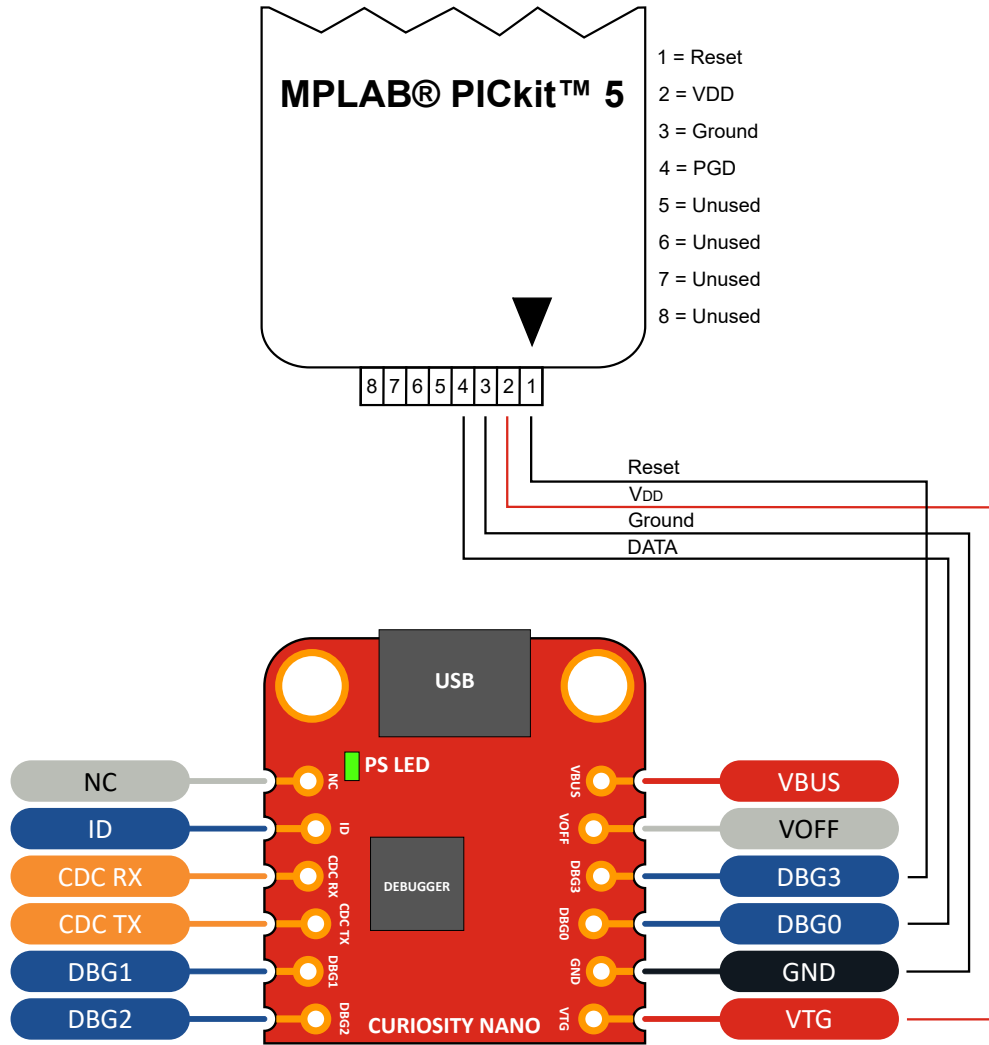 MPLAB® PICkit™ 5
1 = Reset
2 = VDD
3 = Ground
4 = PGD
5 = Unused
6 = Unused
7 = Unused
8 = Unused
8 7 6 5 4 3 2 1
Reset
VDD
Ground
DATA
USB
PS LED
NC
NC
VBUS
VBUS
ID
ID
VOFF
VOFF
CDC RX
CDC RX
DEBUGGER
DBG3
DBG3
CDC TX
CDC TX
DBG0
DBG0
DBG1
DBG1
GND
GND
DBG2
DBG2
CURIOSITY NANO
VTG
VTG